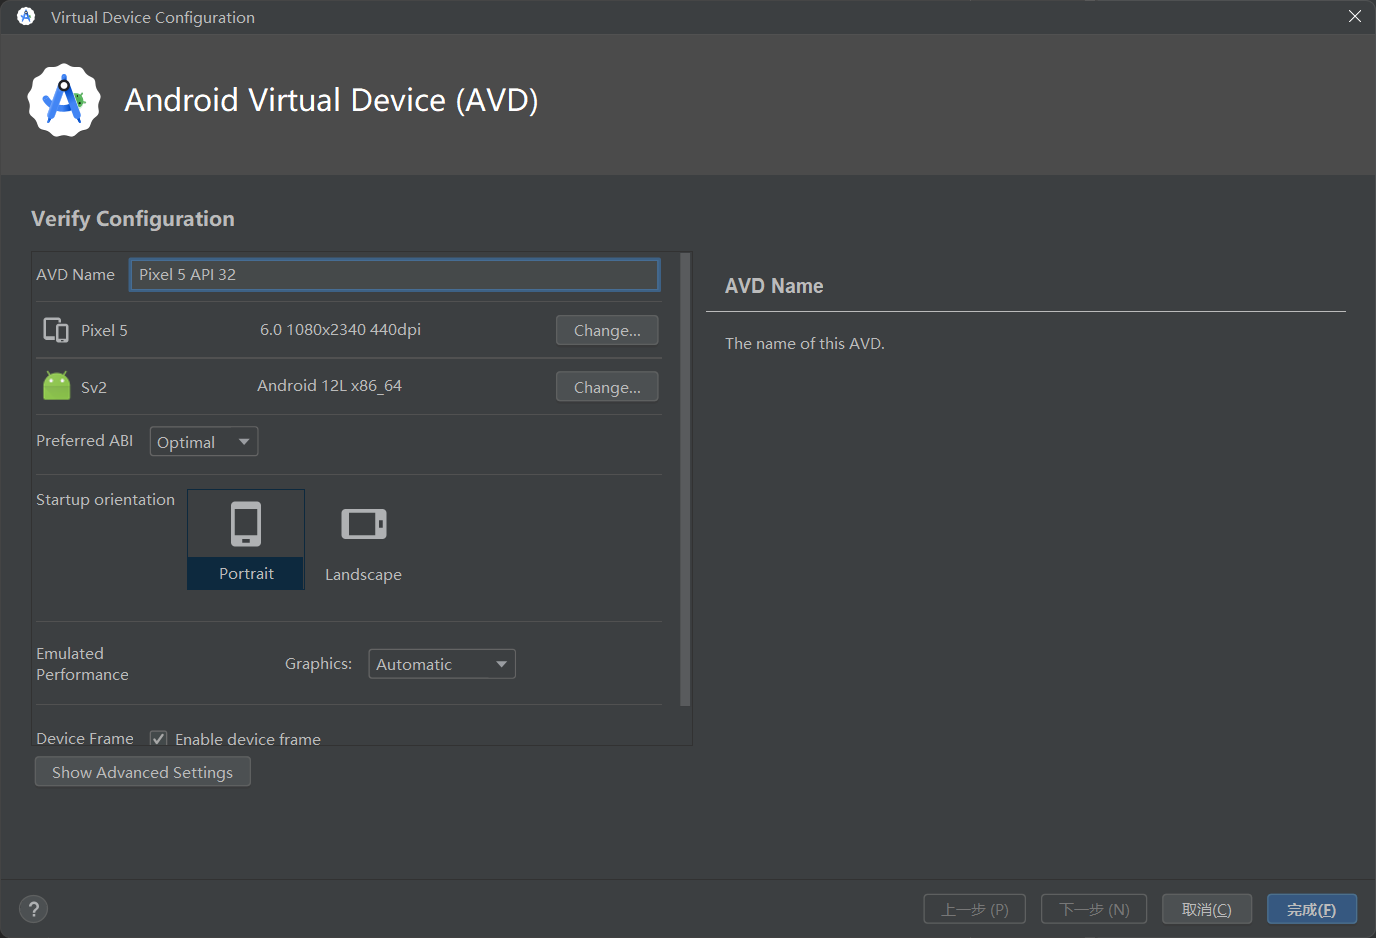 Virtual Device Configuration
Android Virtual Device (AVD)
Verify Configuration
AVD Name Pixel 5 API 32
Pixel 5 6.0 1080x2340 440dpi Change...
Sv2 Android 12L x86_64 Change...
Preferred ABI Optimal
Startup orientation
Portrait Landscape
Emulated
Performance
Graphics: Automatic
Device Frame Enable device frame
Show Advanced Settings
AVD Name
The name of this AVD.
?
上一步 (P) 下一步 (N) 取消(C) 完成(F)